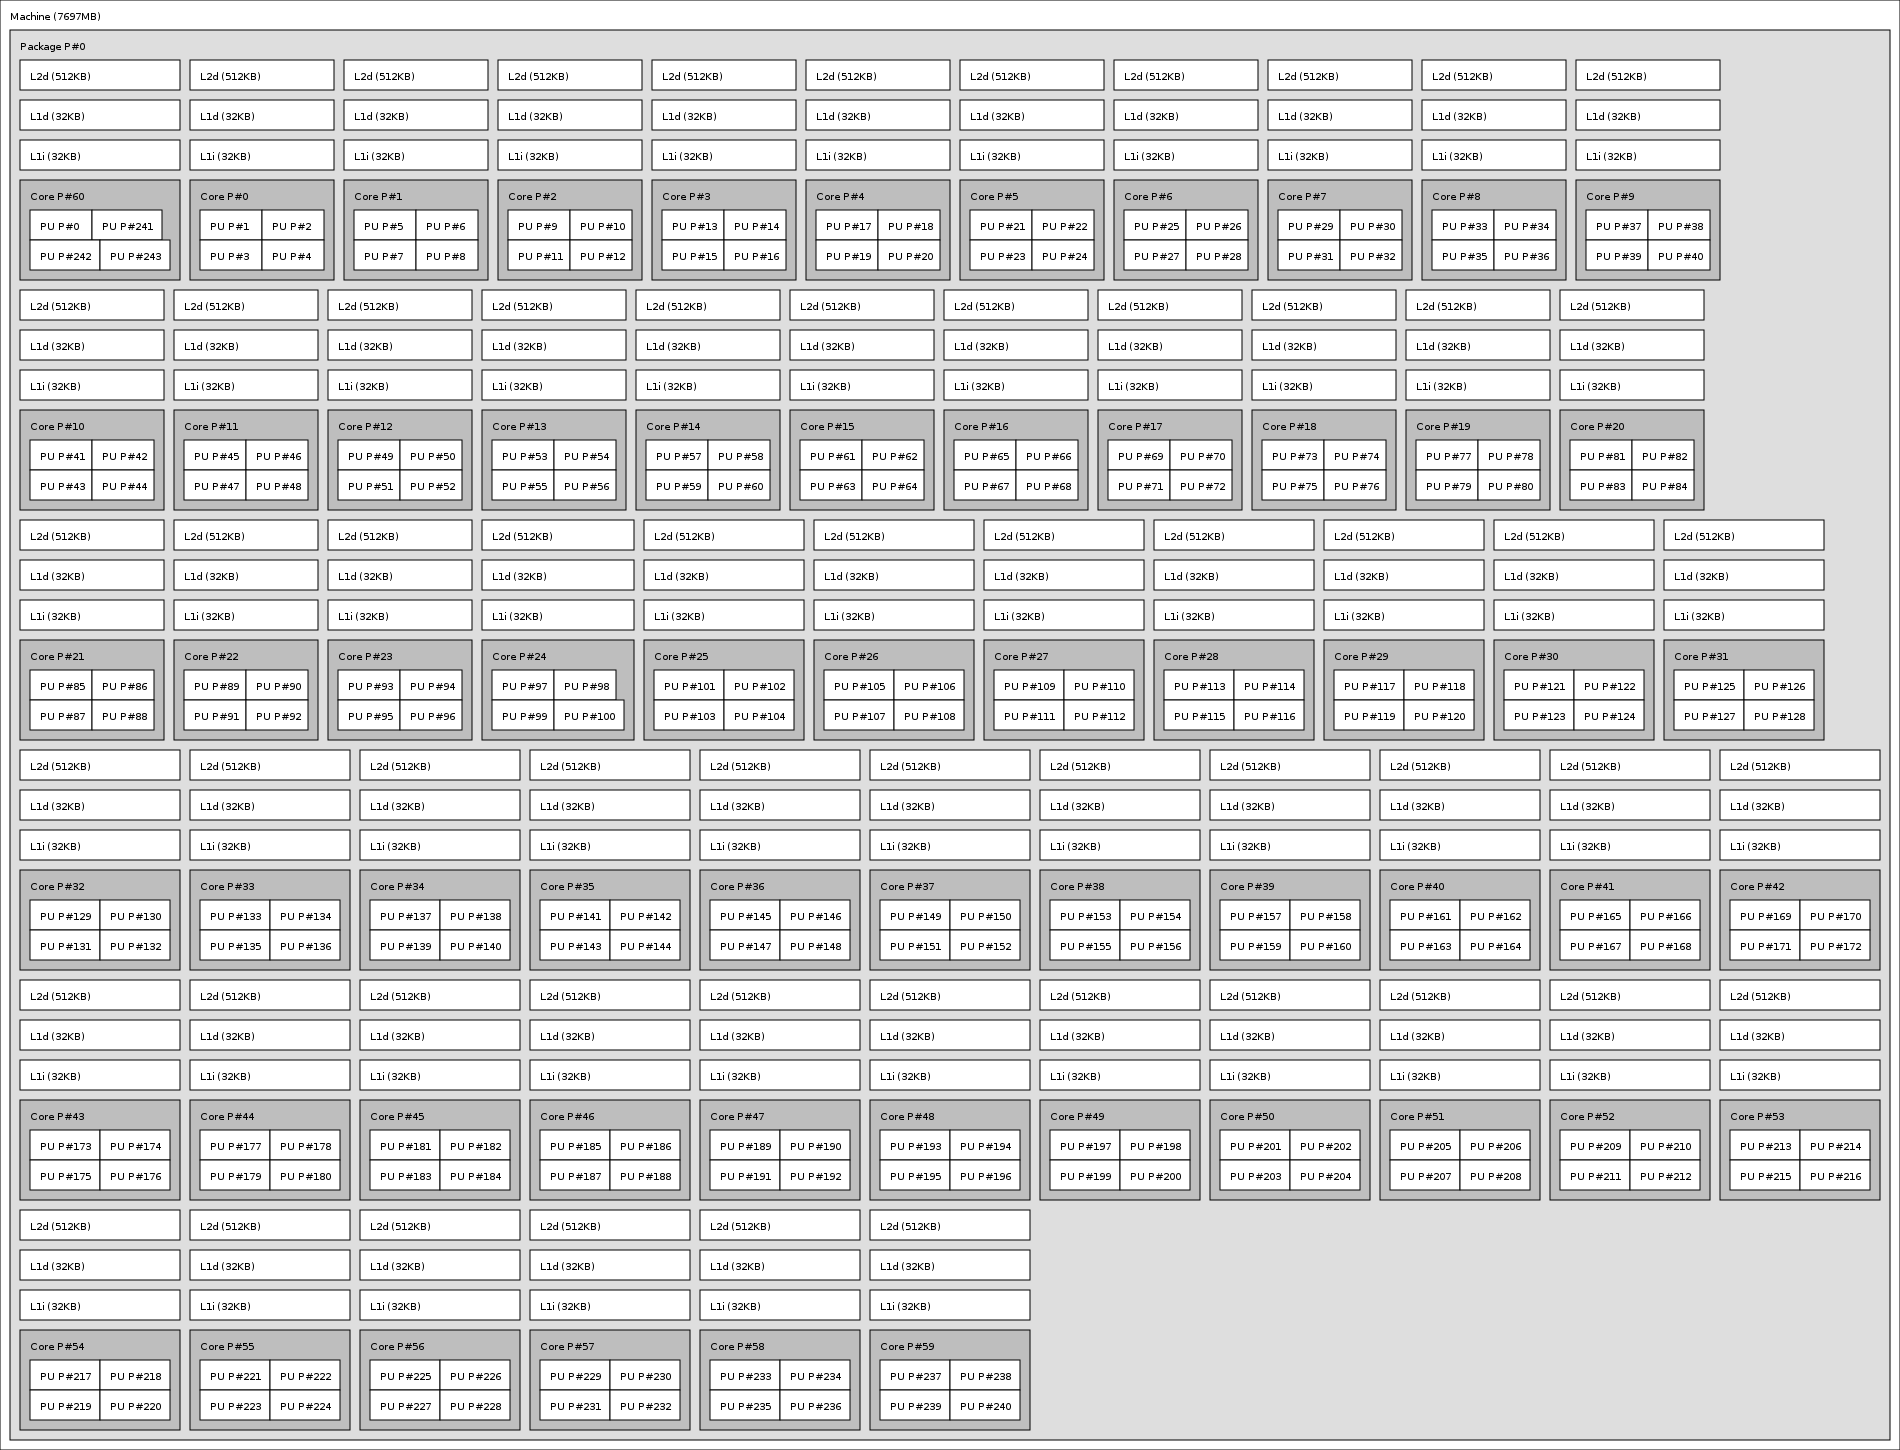 Machine (7697MB)
Package P#0
L2d (512KB) L2d (512KB) L2d (512KB) L2d (512KB) L2d (512KB) L2d (512KB) L2d (512KB) L2d (512KB) L2d (512KB) L2d (512KB) L2d (512KB)
L1d (32KB) L1d (32KB) L1d (32KB) L1d (32KB) L1d (32KB) L1d (32KB) L1d (32KB) L1d (32KB) L1d (32KB) L1d (32KB) L1d (32KB)
L1i (32KB) L1i (32KB) L1i (32KB) L1i (32KB) L1i (32KB) L1i (32KB) L1i (32KB) L1i (32KB) L1i (32KB) L1i (32KB) L1i (32KB)
Core P#60 Core P#0 Core P#1 Core P#2 Core P#3 Core P#4 Core P#5 Core P#6 Core P#7 Core P#8 Core P#9
PU P#0 PU P#241 PU P#1 PU P#2 PU P#5 PU P#6 PU P#9 PU P#10 PU P#13 PU P#14 PU P#17 PU P#18 PU P#21 PU P#22 PU P#25 PU P#26 PU P#29 PU P#30 PU P#33 PU P#34 PU P#37 PU P#38
PU P#242 PU P#243 PU P#3 PU P#4 PU P#7 PU P#8 PU P#11 PU P#12 PU P#15 PU P#16 PU P#19 PU P#20 PU P#23 PU P#24 PU P#27 PU P#28 PU P#31 PU P#32 PU P#35 PU P#36 PU P#39 PU P#40
L2d (512KB) L2d (512KB) L2d (512KB) L2d (512KB) L2d (512KB) L2d (512KB) L2d (512KB) L2d (512KB) L2d (512KB) L2d (512KB) L2d (512KB)
L1d (32KB) L1d (32KB) L1d (32KB) L1d (32KB) L1d (32KB) L1d (32KB) L1d (32KB) L1d (32KB) L1d (32KB) L1d (32KB) L1d (32KB)
L1i (32KB) L1i (32KB) L1i (32KB) L1i (32KB) L1i (32KB) L1i (32KB) L1i (32KB) L1i (32KB) L1i (32KB) L1i (32KB) L1i (32KB)
Core P#10 Core P#11 Core P#12 Core P#13 Core P#14 Core P#15 Core P#16 Core P#17 Core P#18 Core P#19 Core P#20
PU P#41 PU P#42 PU P#45 PU P#46 PU P#49 PU P#50 PU P#53 PU P#54 PU P#57 PU P#58 PU P#61 PU P#62 PU P#65 PU P#66 PU P#69 PU P#70 PU P#73 PU P#74 PU P#77 PU P#78 PU P#81 PU P#82
PU P#43 PU P#44 PU P#47 PU P#48 PU P#51 PU P#52 PU P#55 PU P#56 PU P#59 PU P#60 PU P#63 PU P#64 PU P#67 PU P#68 PU P#71 PU P#72 PU P#75 PU P#76 PU P#79 PU P#80 PU P#83 PU P#84
L2d (512KB) L2d (512KB) L2d (512KB) L2d (512KB) L2d (512KB) L2d (512KB) L2d (512KB) L2d (512KB) L2d (512KB) L2d (512KB) L2d (512KB)
L1d (32KB) L1d (32KB) L1d (32KB) L1d (32KB) L1d (32KB) L1d (32KB) L1d (32KB) L1d (32KB) L1d (32KB) L1d (32KB) L1d (32KB)
L1i (32KB) L1i (32KB) L1i (32KB) L1i (32KB) L1i (32KB) L1i (32KB) L1i (32KB) L1i (32KB) L1i (32KB) L1i (32KB) L1i (32KB)
Core P#21 Core P#22 Core P#23 Core P#24 Core P#25 Core P#26 Core P#27 Core P#28 Core P#29 Core P#30 Core P#31
PU P#85 PU P#86 PU P#89 PU P#90 PU P#93 PU P#94 PU P#97 PU P#98 PU P#101 PU P#102 PU P#105 PU P#106 PU P#109 PU P#110 PU P#113 PU P#114 PU P#117 PU P#118 PU P#121 PU P#122 PU P#125 PU P#126
PU P#87 PU P#88 PU P#91 PU P#92 PU P#95 PU P#96 PU P#99 PU P#100 PU P#103 PU P#104 PU P#107 PU P#108 PU P#111 PU P#112 PU P#115 PU P#116 PU P#119 PU P#120 PU P#123 PU P#124 PU P#127 PU P#128
L2d (512KB) L2d (512KB) L2d (512KB) L2d (512KB) L2d (512KB) L2d (512KB) L2d (512KB) L2d (512KB) L2d (512KB) L2d (512KB) L2d (512KB)
L1d (32KB) L1d (32KB) L1d (32KB) L1d (32KB) L1d (32KB) L1d (32KB) L1d (32KB) L1d (32KB) L1d (32KB) L1d (32KB) L1d (32KB)
L1i (32KB) L1i (32KB) L1i (32KB) L1i (32KB) L1i (32KB) L1i (32KB) L1i (32KB) L1i (32KB) L1i (32KB) L1i (32KB) L1i (32KB)
Core P#32 Core P#33 Core P#34 Core P#35 Core P#36 Core P#37 Core P#38 Core P#39 Core P#40 Core P#41 Core P#42
PU P#129 PU P#130 PU P#133 PU P#134 PU P#137 PU P#138 PU P#141 PU P#142 PU P#145 PU P#146 PU P#149 PU P#150 PU P#153 PU P#154 PU P#157 PU P#158 PU P#161 PU P#162 PU P#165 PU P#166 PU P#169 PU P#170
PU P#131 PU P#132 PU P#135 PU P#136 PU P#139 PU P#140 PU P#143 PU P#144 PU P#147 PU P#148 PU P#151 PU P#152 PU P#155 PU P#156 PU P#159 PU P#160 PU P#163 PU P#164 PU P#167 PU P#168 PU P#171 PU P#172
L2d (512KB) L2d (512KB) L2d (512KB) L2d (512KB) L2d (512KB) L2d (512KB) L2d (512KB) L2d (512KB) L2d (512KB) L2d (512KB) L2d (512KB)
L1d (32KB) L1d (32KB) L1d (32KB) L1d (32KB) L1d (32KB) L1d (32KB) L1d (32KB) L1d (32KB) L1d (32KB) L1d (32KB) L1d (32KB)
L1i (32KB) L1i (32KB) L1i (32KB) L1i (32KB) L1i (32KB) L1i (32KB) L1i (32KB) L1i (32KB) L1i (32KB) L1i (32KB) L1i (32KB)
Core P#43 Core P#44 Core P#45 Core P#46 Core P#47 Core P#48 Core P#49 Core P#50 Core P#51 Core P#52 Core P#53
PU P#173 PU P#174 PU P#177 PU P#178 PU P#181 PU P#182 PU P#185 PU P#186 PU P#189 PU P#190 PU P#193 PU P#194 PU P#197 PU P#198 PU P#201 PU P#202 PU P#205 PU P#206 PU P#209 PU P#210 PU P#213 PU P#214
PU P#175 PU P#176 PU P#179 PU P#180 PU P#183 PU P#184 PU P#187 PU P#188 PU P#191 PU P#192 PU P#195 PU P#196 PU P#199 PU P#200 PU P#203 PU P#204 PU P#207 PU P#208 PU P#211 PU P#212 PU P#215 PU P#216
L2d (512KB) L2d (512KB) L2d (512KB) L2d (512KB) L2d (512KB) L2d (512KB)
L1d (32KB) L1d (32KB) L1d (32KB) L1d (32KB) L1d (32KB) L1d (32KB)
L1i (32KB) L1i (32KB) L1i (32KB) L1i (32KB) L1i (32KB) L1i (32KB)
Core P#54 Core P#55 Core P#56 Core P#57 Core P#58 Core P#59
PU P#217 PU P#218 PU P#221 PU P#222 PU P#225 PU P#226 PU P#229 PU P#230 PU P#233 PU P#234 PU P#237 PU P#238
PU P#219 PU P#220 PU P#223 PU P#224 PU P#227 PU P#228 PU P#231 PU P#232 PU P#235 PU P#236 PU P#239 PU P#240